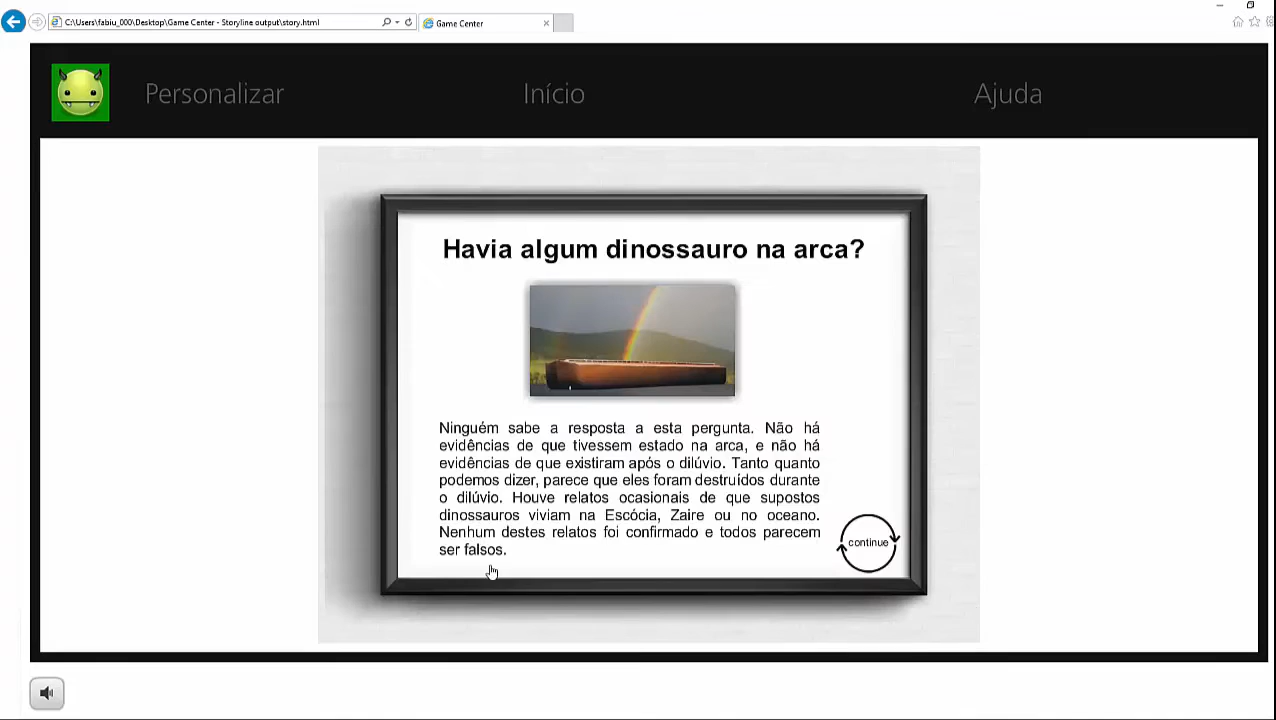 C:\Users\fabiu_000\Desktop\Game Center - Storyline output\story.html
Game Center
Personalizar
Início
Ajuda
Havia algum dinossauro na arca?
Ninguém sabe a resposta a esta pergunta. Não há
evidências de que tivessem estado na arca, e não há
evidências de que existiram após o dilúvio. Tanto quanto
podemos dizer, parece que eles foram destruídos durante
o dilúvio. Houve relatos ocasionais de que supostos
dinossauros viviam na Escócia, Zaire ou no oceano.
Nenhum destes relatos foi confirmado e todos parecem
ser falsos.
continue